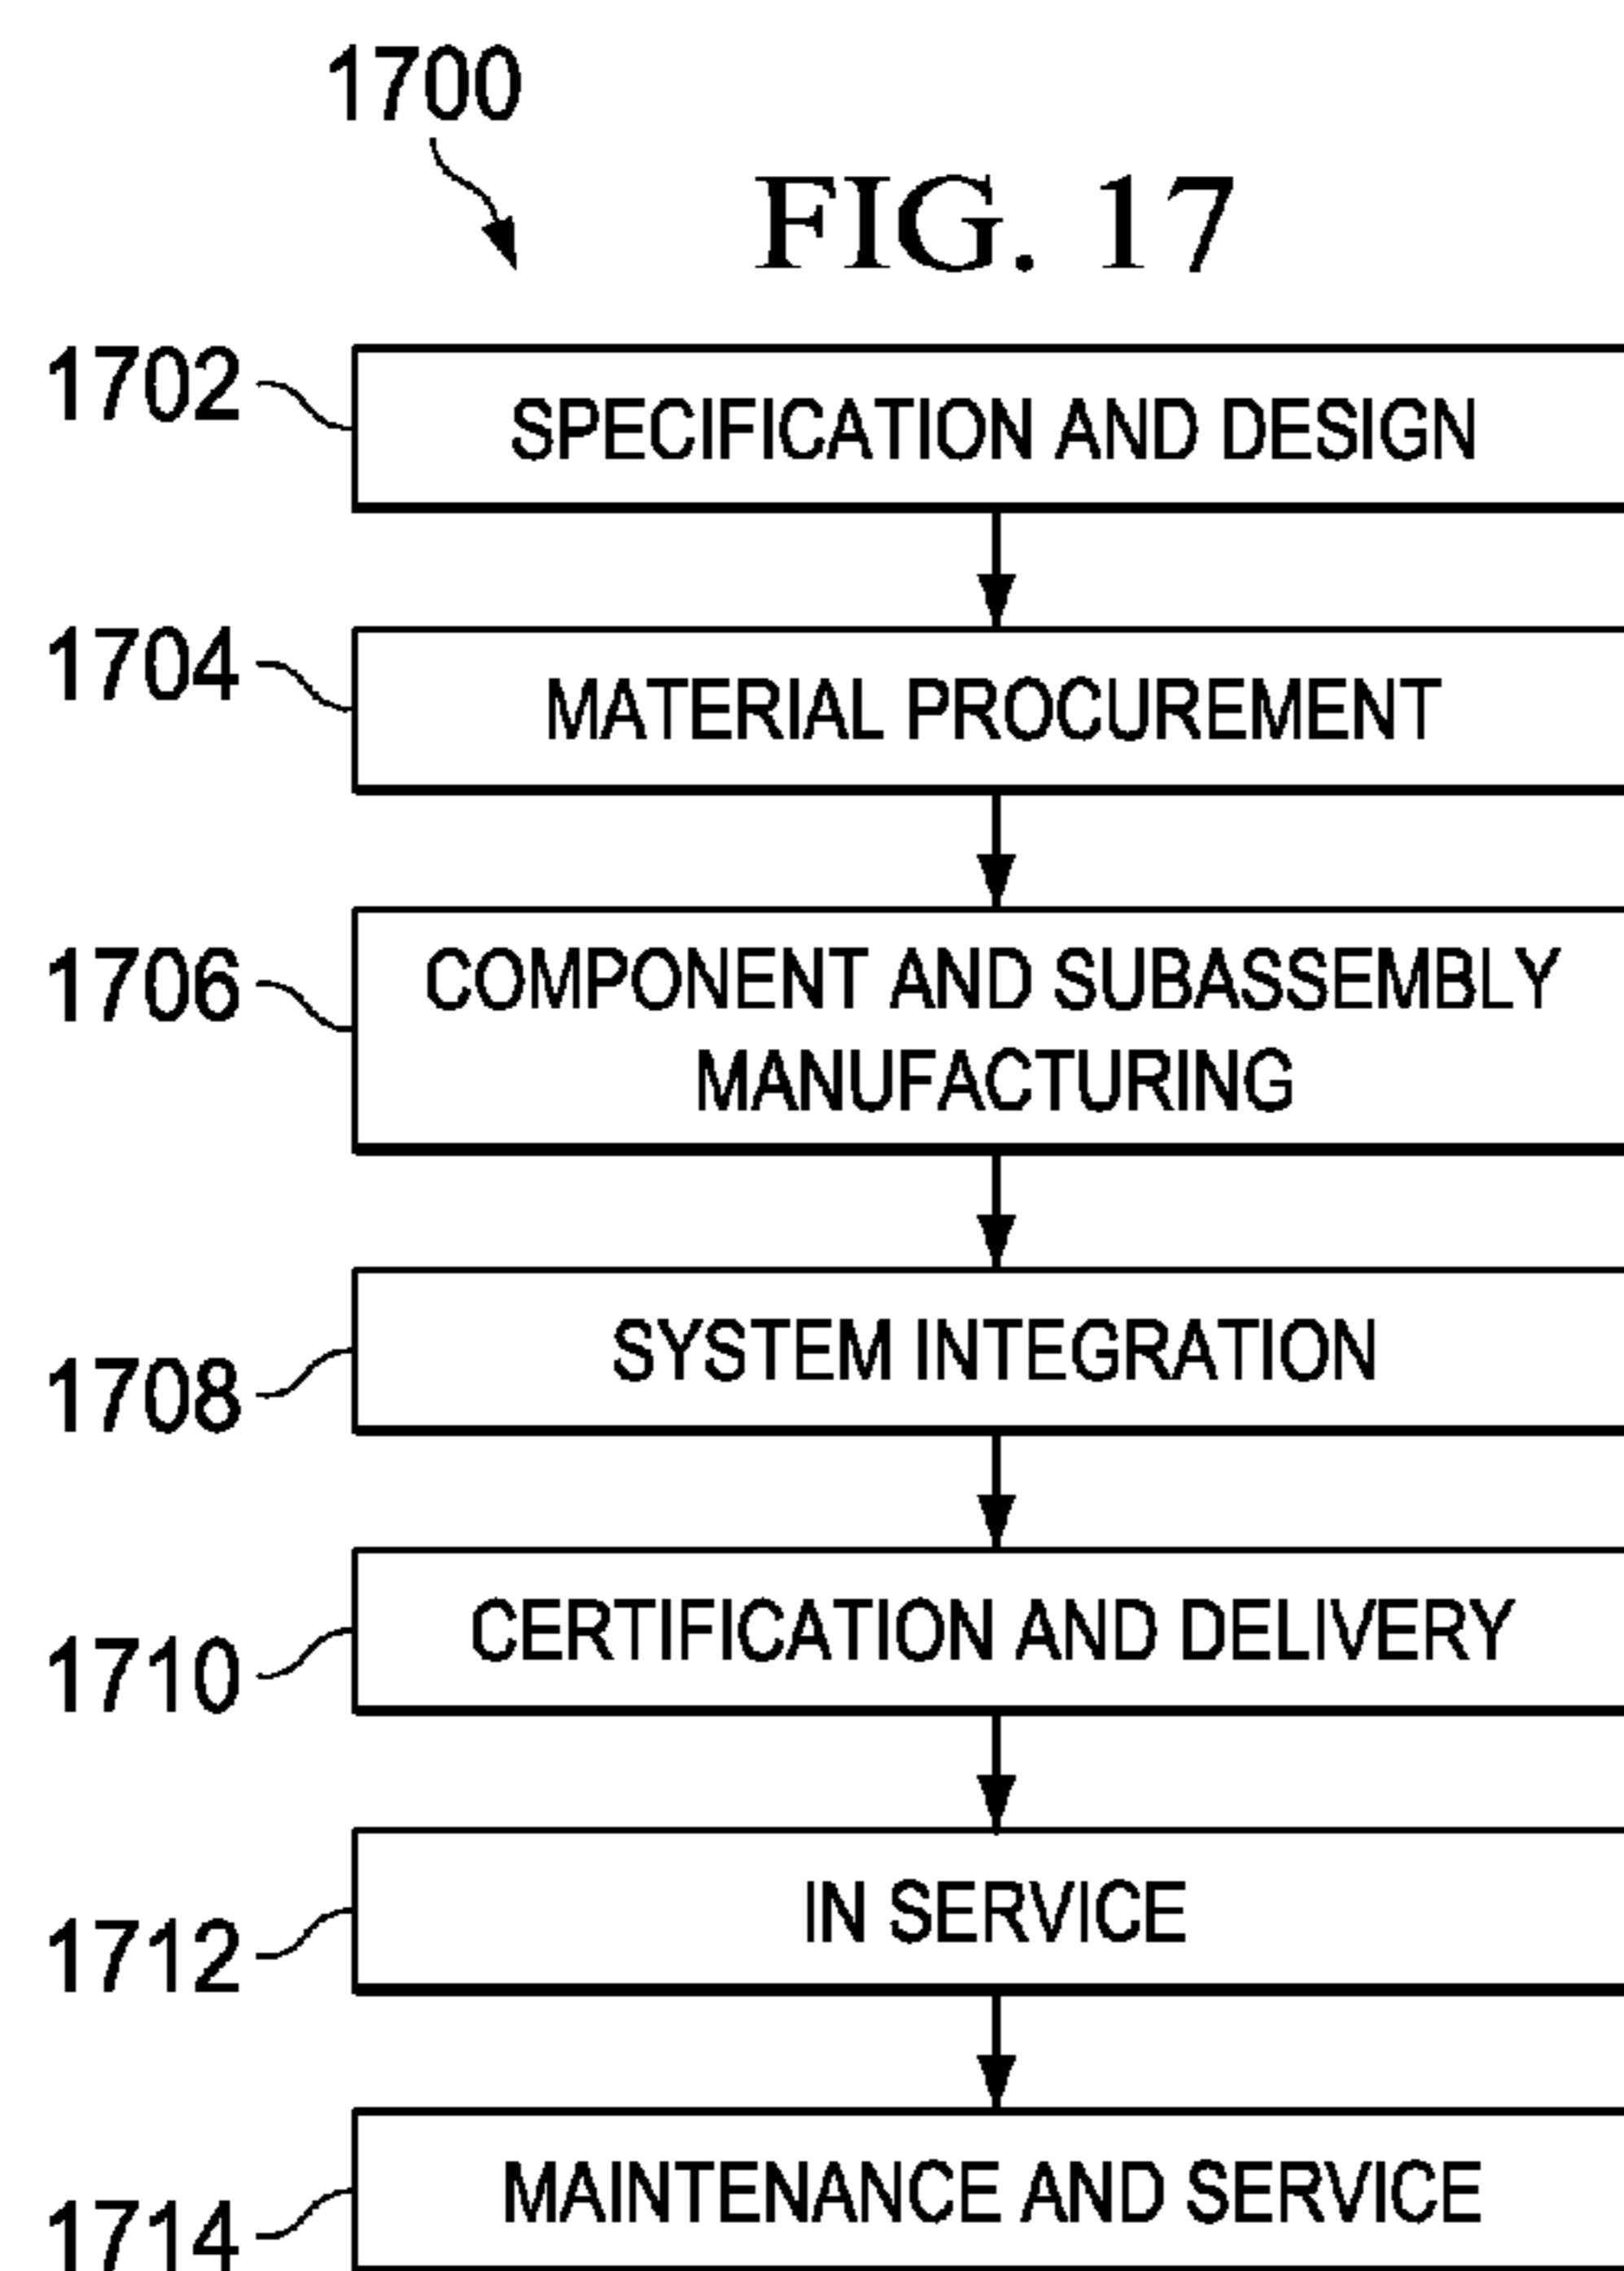 1700
FIG. 17
1702
SPECIFICATION AND DESIGN
1704
MATERIAL PROCUREMENT
1706
COMPONENT AND SUBASSEMBLY
MANUFACTURING
1708
SYSTEM INTEGRATION
1710
CERTIFICATION AND DELIVERY
1712
IN SERVICE
1714
MAINTENANCE AND SERVICE